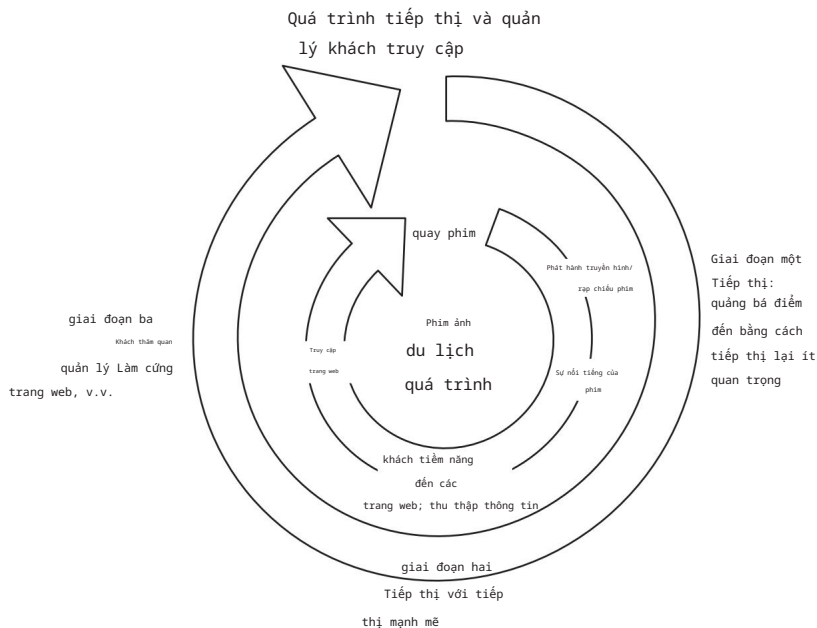 Quá trình tiếp thị và quản
lý khách truy cập
quay phim
Phát hành truyền hình/
rạp chiếu phim
Giai đoạn một
Tiếp thị:
quảng bá điểm
đến bằng cách
tiếp thị lại ít
quan trọng
giai đoạn ba
Khách thăm quan
quản lý Làm cứng
trang web, v.v.
Phim ảnh
du lịch
quá trình
Truy cập
trang web
Sự nổi tiếng của
phim
khách tiềm năng
đến các
trang web; thu thập thông tin
giai đoạn hai
Tiếp thị với tiếp
thị mạnh mẽ